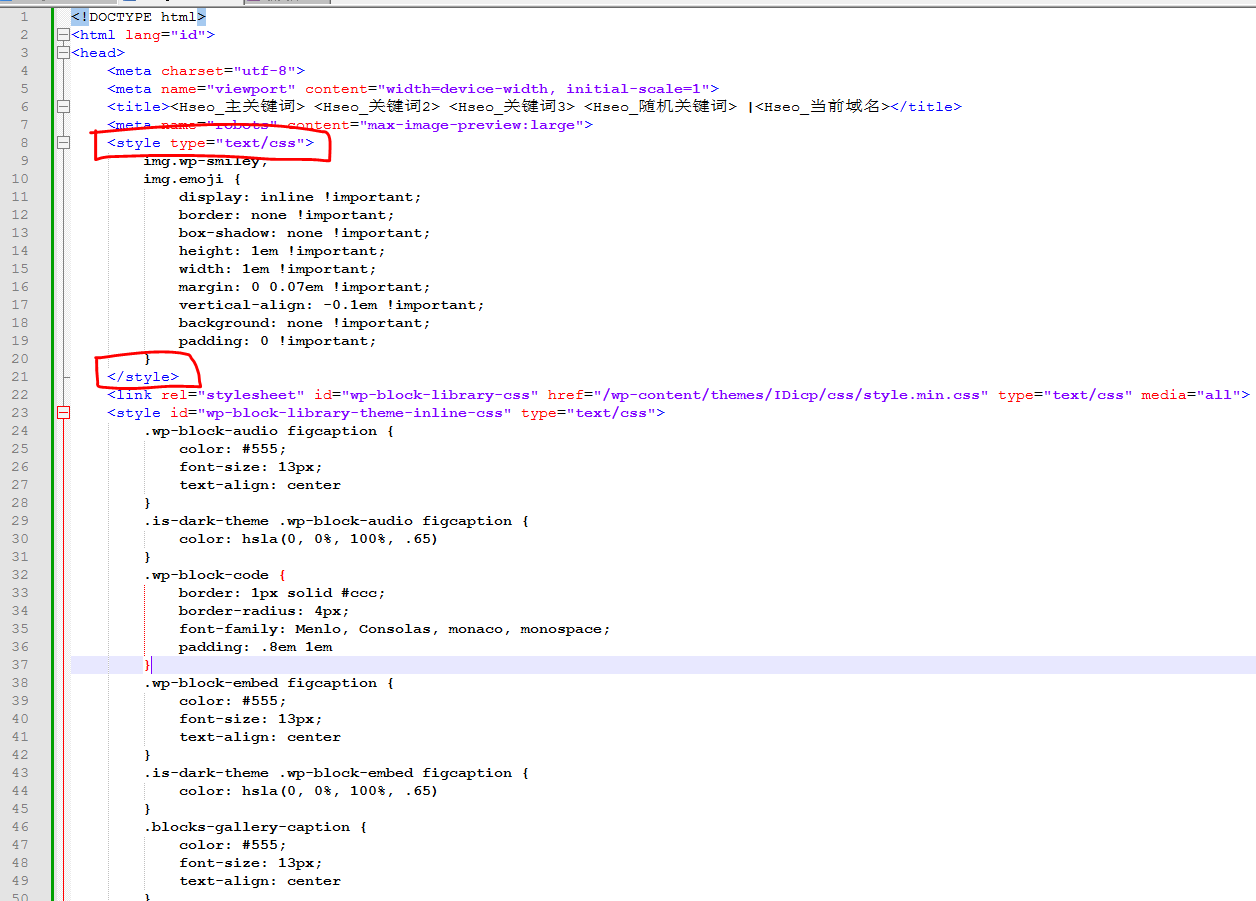 1 <!DOCTYPE html>
2 <html lang="id">
3 <head>
4 <meta charset="utf-8">
5 <meta name="viewport" content="width=device-width, initial-scale=1">
6 <title><Hseo_主关键词> <Hseo_关键词2> <Hseo_关键词3> <Hseo_随机关键词> |<Hseo_当前域名></title>
7 <meta name="robots" content="max-image-preview:large">
8 <style type="text/css">
9 img.wp-smiley,
10 img.emoji {
11 display: inline !important;
12 border: none !important;
13 box-shadow: none !important;
14 height: 1em !important;
15 width: 1em !important;
16 margin: 0 0.07em !important;
17 vertical-align: -0.1em !important;
18 background: none !important;
19 padding: 0 !important;
20 }
21 </style>
22 <link rel="stylesheet" id="wp-block-library-css" href="/wp-content/themes/IDicp/css/style.min.css" type="text/css" media="all">
23 <style id="wp-block-library-theme-inline-css" type="text/css">
24 .wp-block-audio figcaption {
25 color: #555;
26 font-size: 13px;
27 text-align: center
28 }
29 .is-dark-theme .wp-block-audio figcaption {
30 color: hsla(0, 0%, 100%, .65)
31 }
32 .wp-block-code {
33 border: 1px solid #ccc;
34 border-radius: 4px;
35 font-family: Menlo, Consolas, monaco, monospace;
36 padding: .8em 1em
37 }
38 .wp-block-embed figcaption {
39 color: #555;
40 font-size: 13px;
41 text-align: center
42 }
43 .is-dark-theme .wp-block-embed figcaption {
44 color: hsla(0, 0%, 100%, .65)
45 }
46 .blocks-gallery-caption {
47 color: #555;
48 font-size: 13px;
49 text-align: center
50 }